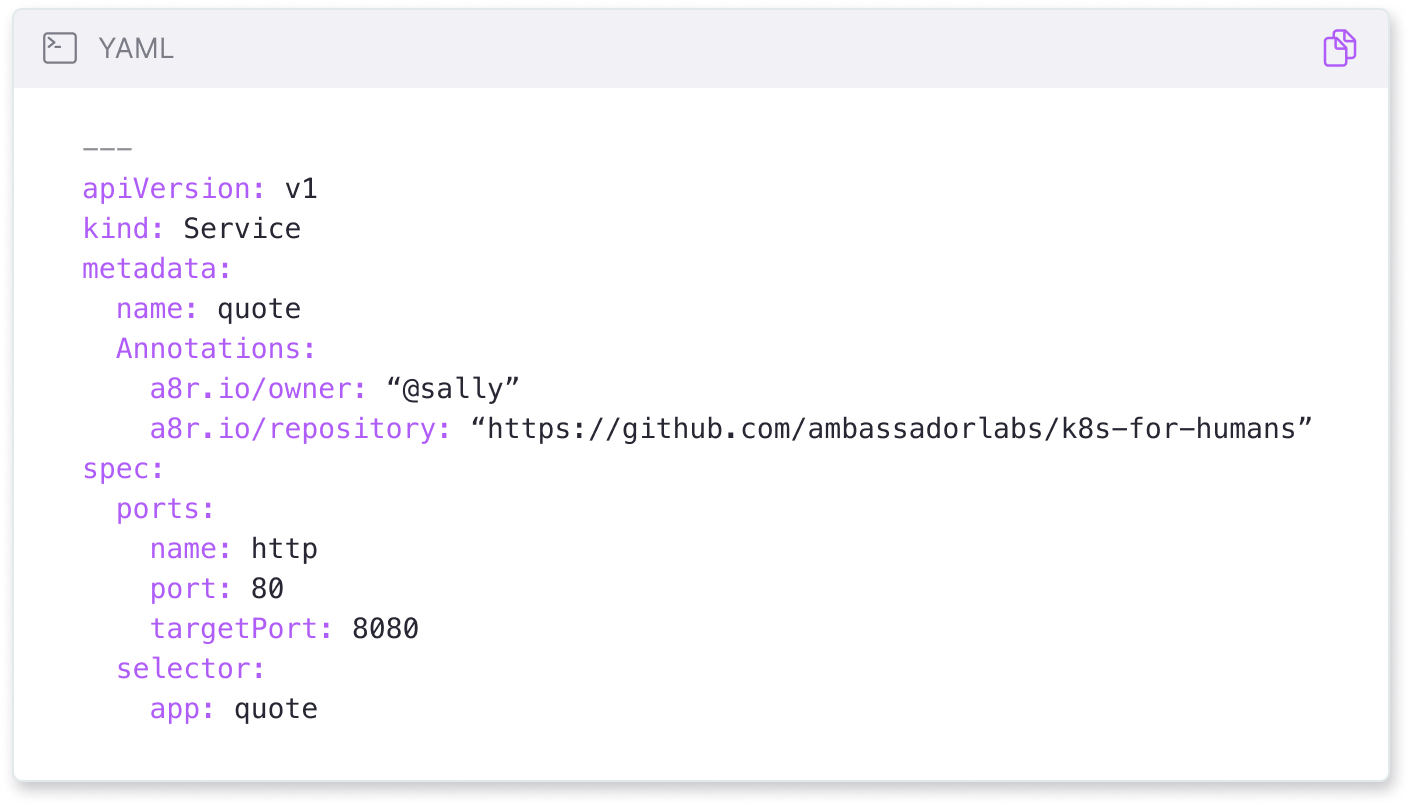 YAML
---
apiVersion: v1
kind: Service
metadata:
  name: quote
  Annotations:
    a8r.io/owner: “@sally”
    a8r.io/repository: “https://github.com/ambassadorlabs/k8s-for-humans”
spec:
  ports:
    name: http
    port: 80
    targetPort: 8080
  selector:
    app: quote